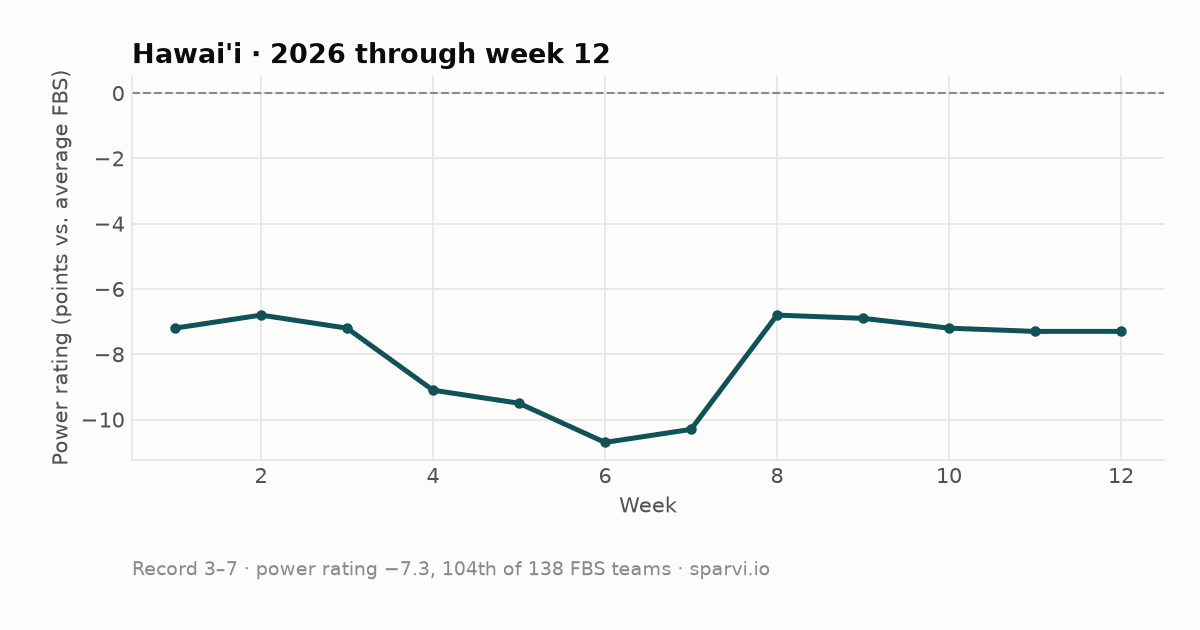 Hawai'i · 2026 through week 12
Power rating (points vs. average FBS)
0
−2
−4
−6
−8
−10
2 4 6 8 10 12
Week
Record 3–7 · power rating −7.3, 104th of 138 FBS teams · sparvi.io